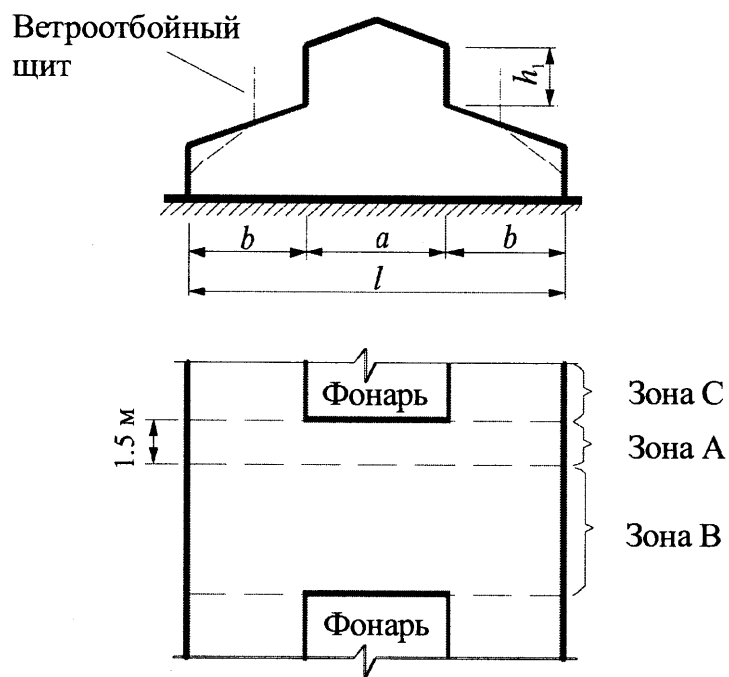 Ветроотбойный
щит
h₁
b
a
b
l
Фонарь
Зона С
1.5 м
Зона А
Зона В
Фонарь